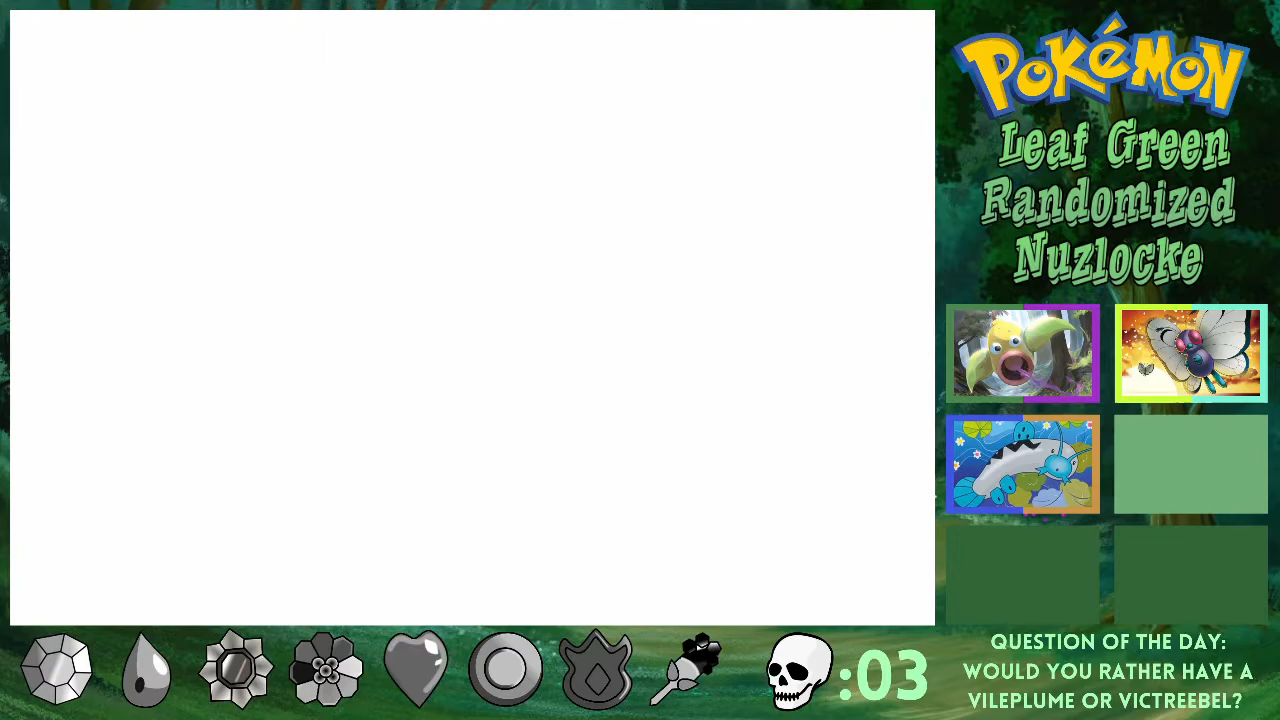 POKéMON
Leaf Green
Randomized
Nuzlocke
:03
QUESTION OF THE DAY:
WOULD YOU RATHER HAVE A
VILEPLUME OR VICTREEBEL?